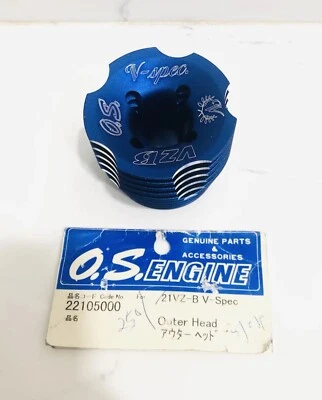 V-spec.
O.S.
VZB
GENUINE PARTS
&
ACCESSORIES
O.S.ENGINE
品名コード Code No. For
22105000
21VZ-B V-Spec
品名
Outer Head
アウターヘッド